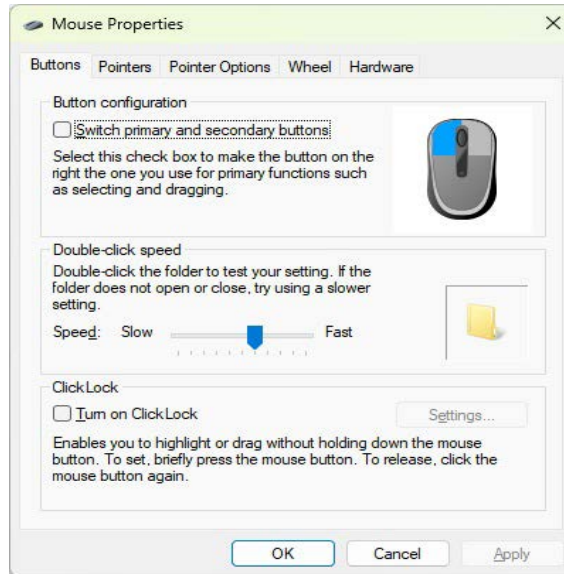 Mouse Properties
Buttons Pointers Pointer Options Wheel Hardware
Button configuration
Switch primary and secondary buttons
Select this check box to make the button on the
right the one you use for primary functions such
as selecting and dragging.
Double-click speed
Double-click the folder to test your setting. If the
folder does not open or close, try using a slower
setting.
Speed: Slow Fast
ClickLock
Turn on ClickLock Settings...
Enables you to highlight or drag without holding down the mouse
button. To set, briefly press the mouse button. To release, click the
mouse button again.
OK Cancel Apply